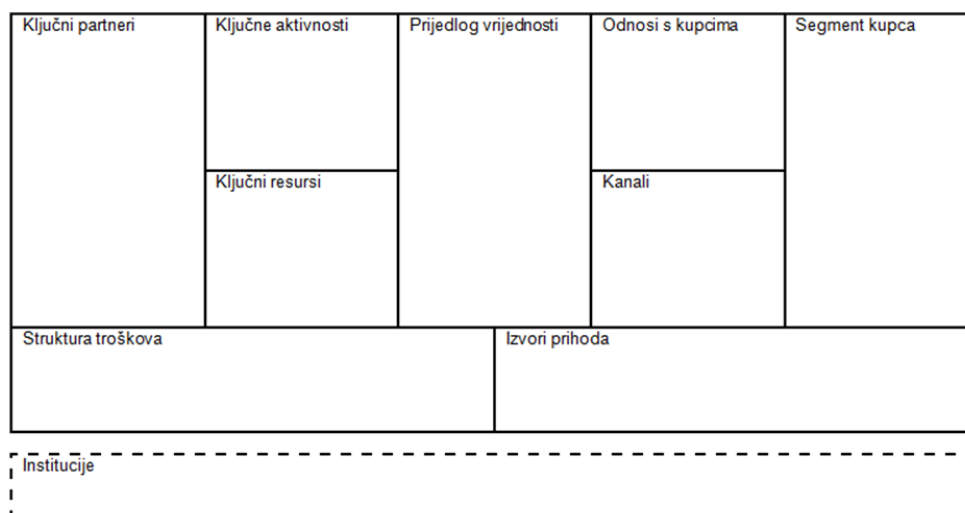 Ključni partneri
Ključne aktivnosti
Prijedlog vrijednosti
Odnosi s kupcima
Segment kupca
Ključni resursi
Kanali
Struktura troškova
Izvori prihoda
Institucije